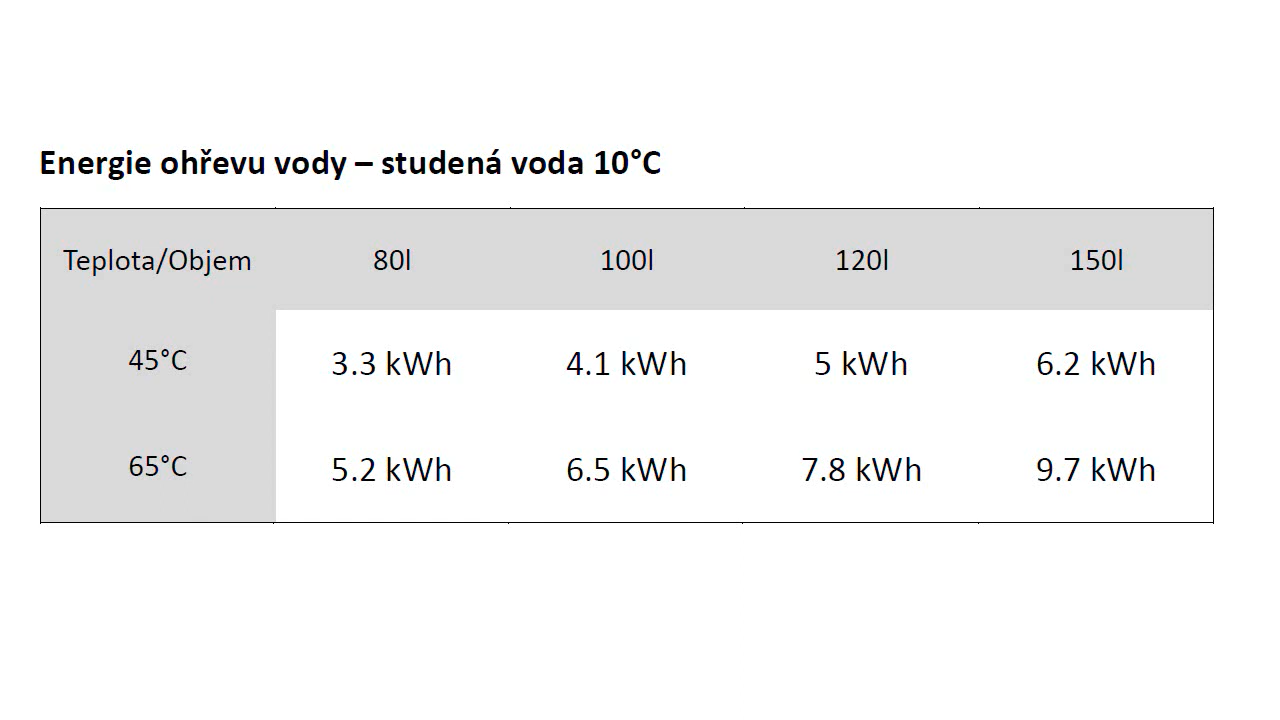 Energie ohřevu vody – studená voda 10°C
Teplota/Objem 80l 100l 120l 150l
45°C 3.3 kWh 4.1 kWh 5 kWh 6.2 kWh
65°C 5.2 kWh 6.5 kWh 7.8 kWh 9.7 kWh